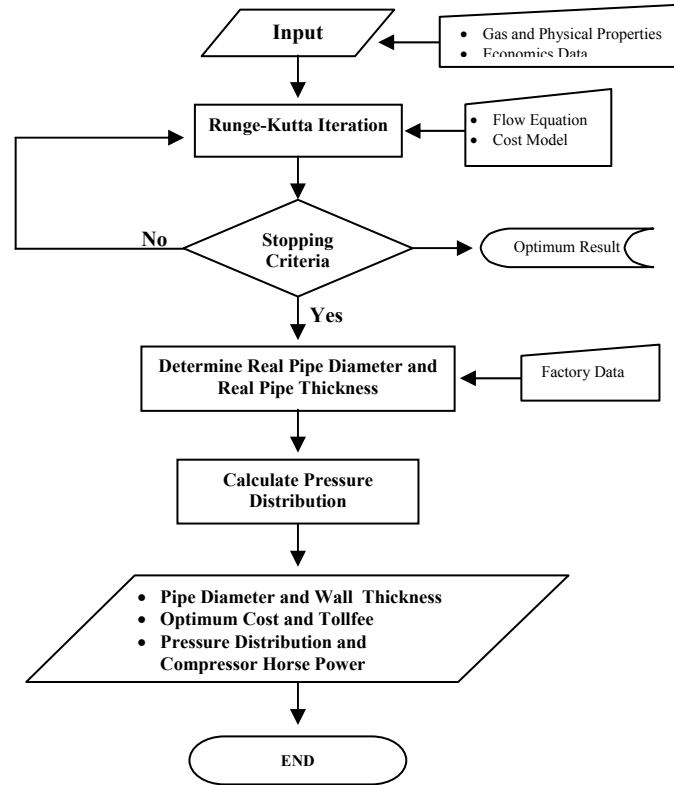 Input
• Gas and Physical Properties
• Economics Data
Runge-Kutta Iteration
• Flow Equation
• Cost Model
No
Stopping
Criteria
Optimum Result
Yes
Determine Real Pipe Diameter and
Real Pipe Thickness
Factory Data
Calculate Pressure
Distribution
• Pipe Diameter and Wall Thickness
• Optimum Cost and Tollfee
• Pressure Distribution and
Compressor Horse Power
END